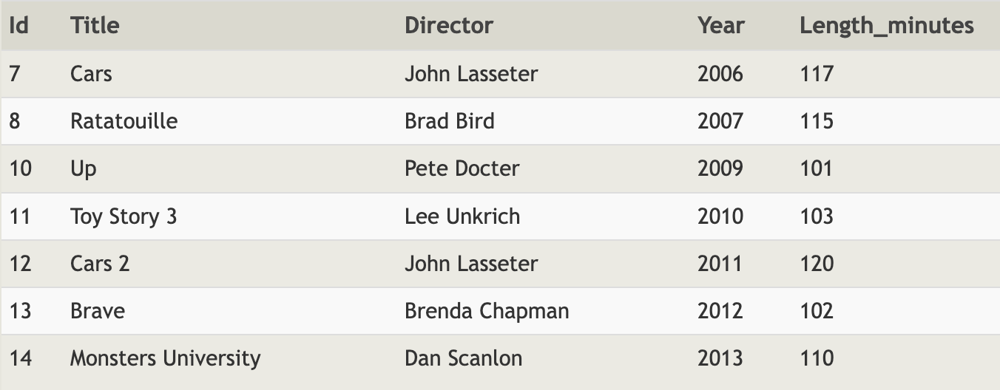 Id Title Director Year Length_minutes
7 Cars John Lasseter 2006 117
8 Ratatouille Brad Bird 2007 115
10 Up Pete Docter 2009 101
11 Toy Story 3 Lee Unkrich 2010 103
12 Cars 2 John Lasseter 2011 120
13 Brave Brenda Chapman 2012 102
14 Monsters University Dan Scanlon 2013 110